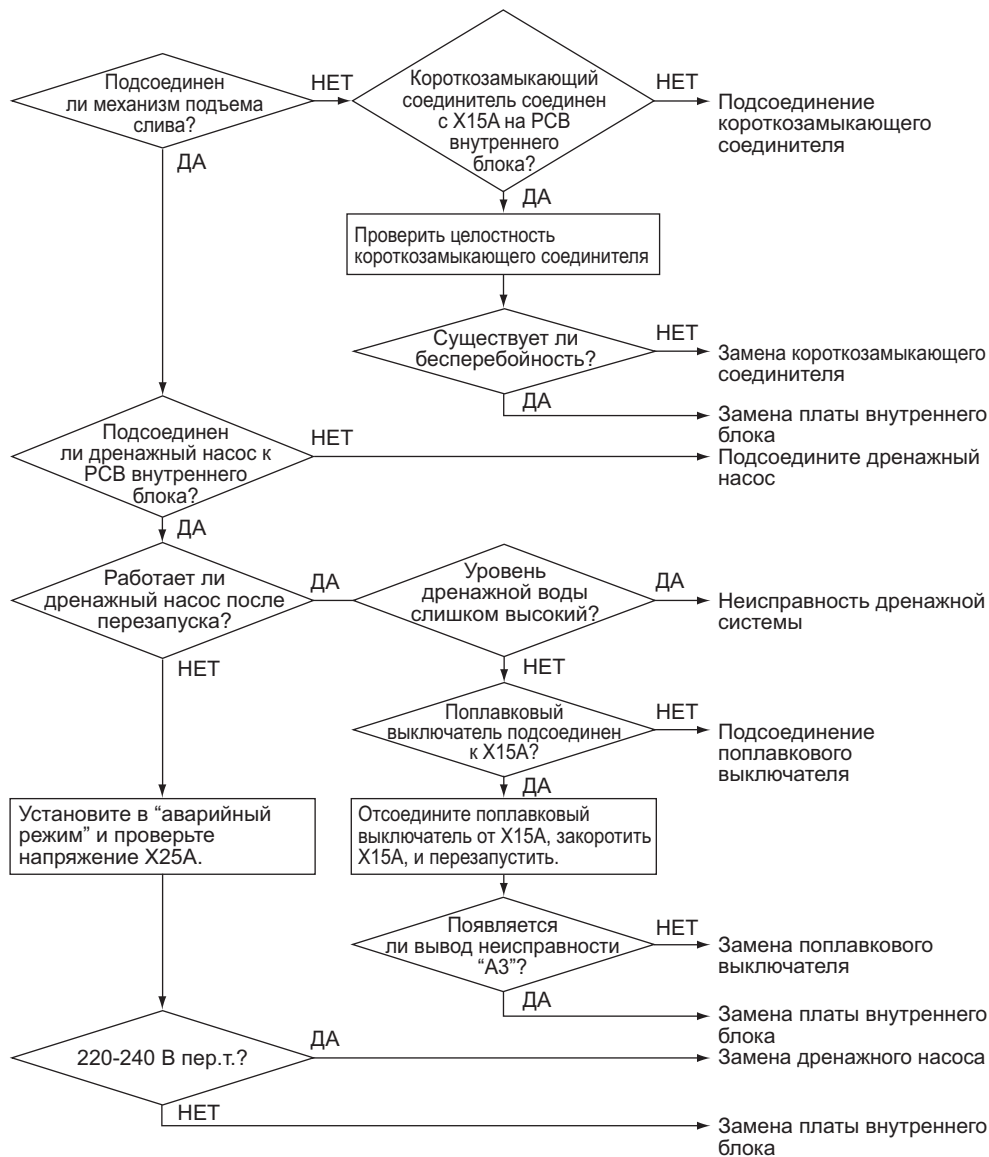 Подсоединен
ли механизм подъема
слива?
НЕТ
Короткозамыкающий
соединитель соединен
с X15A на PCB
внутреннего
блока?
НЕТ
Подсоединение
короткозамыкающего
соединителя
ДА
ДА
Проверить целостность
короткозамыкающего соединителя
Существует ли
бесперебойность?
НЕТ
Замена короткозамыкающего
соединителя
ДА
Замена платы внутреннего
блока
Подсоединен
ли дренажный насос к
PCB внутреннего
блока?
НЕТ
Подсоедините дренажный
насос
ДА
Работает ли
дренажный насос после
перезапуска?
ДА
Уровень
дренажной воды
слишком высокий?
ДА
Неисправность дренажной
системы
НЕТ
НЕТ
Поплавковый
выключатель подсоединен
к X15A?
НЕТ
Подсоединение
поплавкового
выключателя
ДА
Установите в “аварийный
режим” и проверьте
напряжение X25A.
Отсоедините поплавковый
выключатель от X15A, закоротить
X15A, и перезапустить.
Появляется
ли вывод неисправности
“A3”?
НЕТ
Замена поплавкового
выключателя
ДА
Замена платы внутреннего
блока
220-240 В пер.т.?
ДА
Замена дренажного насоса
НЕТ
Замена платы внутреннего
блока